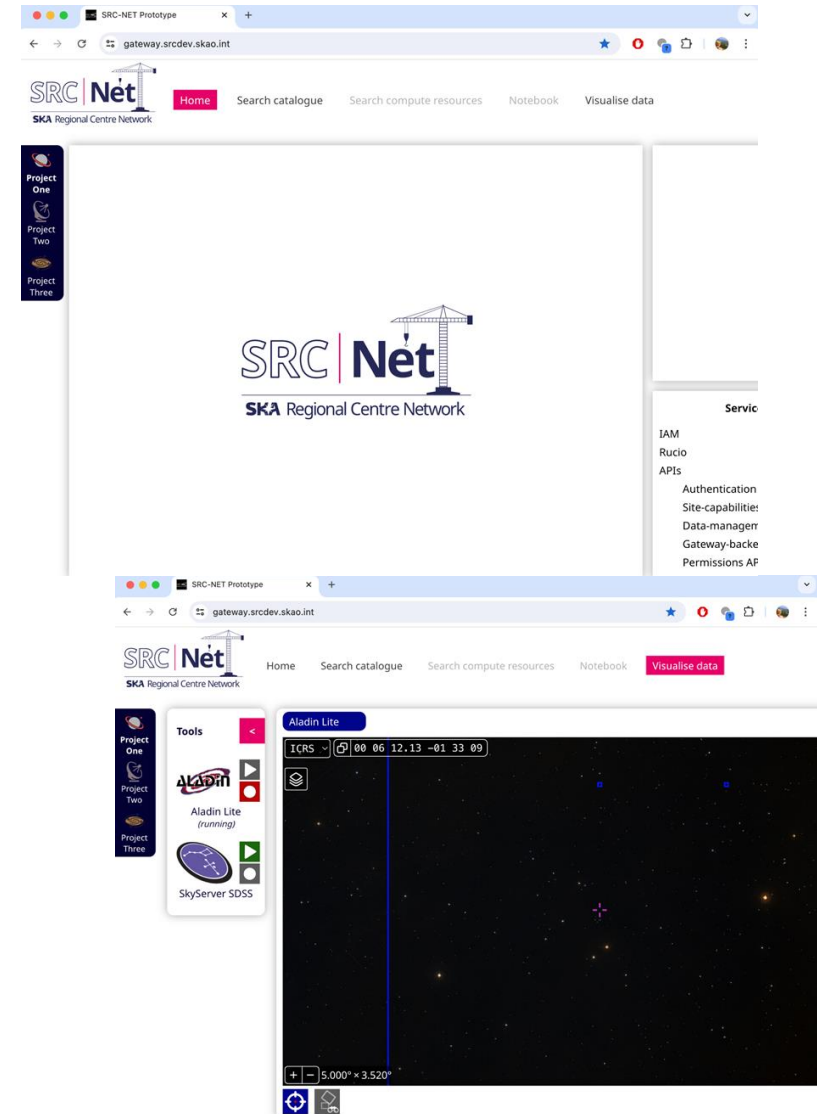 SRC-NET Prototype
gateway.srcdev.skao.int
SRC Net
SKA Regional Centre Network
Home Search catalogue Search compute resources Notebook Visualise data
Project
One
Project
Two
Project
Three
SRC Net
SKA Regional Centre Network
Servic
IAM
Rucio
APIs
Authentication
Site-capabilities
Data-managem
Gateway-backe
Permissions AP
SRC-NET Prototype
gateway.srcdev.skao.int
SRC Net
SKA Regional Centre Network
Home Search catalogue Search compute resources Notebook Visualise data
Project
One
Project
Two
Project
Three
Tools <
ALADIN
Aladin Lite
(running)
SkyServer SDSS
Aladin Lite
ICRS 00 06 12.13 -01 33 09
+ - 5.000° × 3.520°